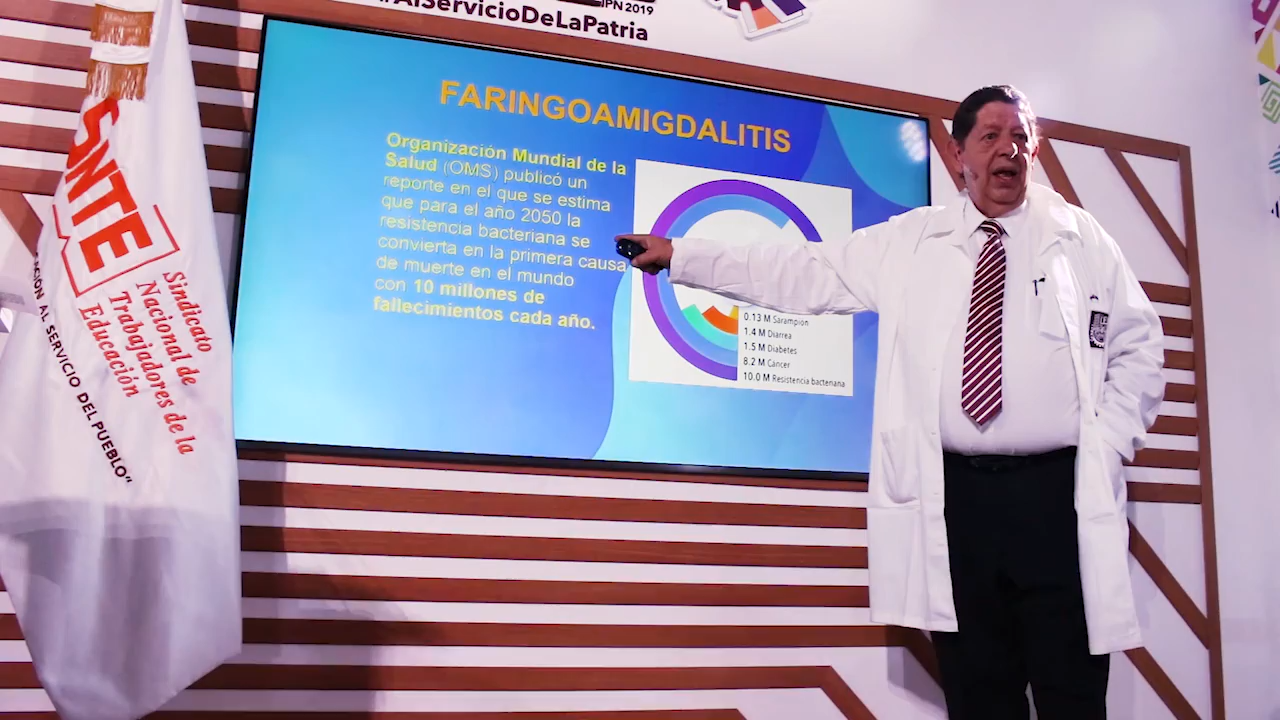 IPN 2019
AlServicioDeLaPatria
FARINGOAMIGDALITIS
Organización Mundial de la
Salud (OMS) publicó un
reporte en el que se estima
que para el año 2050 la
resistencia bacteriana se
convierta en la primera causa
de muerte en el mundo
con 10 millones de
fallecimientos cada año.
0.13 M Sarampion
1.4 M Diarrea
1.5 M Diabetes
8.2 M Cáncer
10.0 M Resistencia bacteriana
SNTE
Sindicato
Nacional de
Trabajadores de la
Educación
AL SERVICIO DEL PUEBLO"